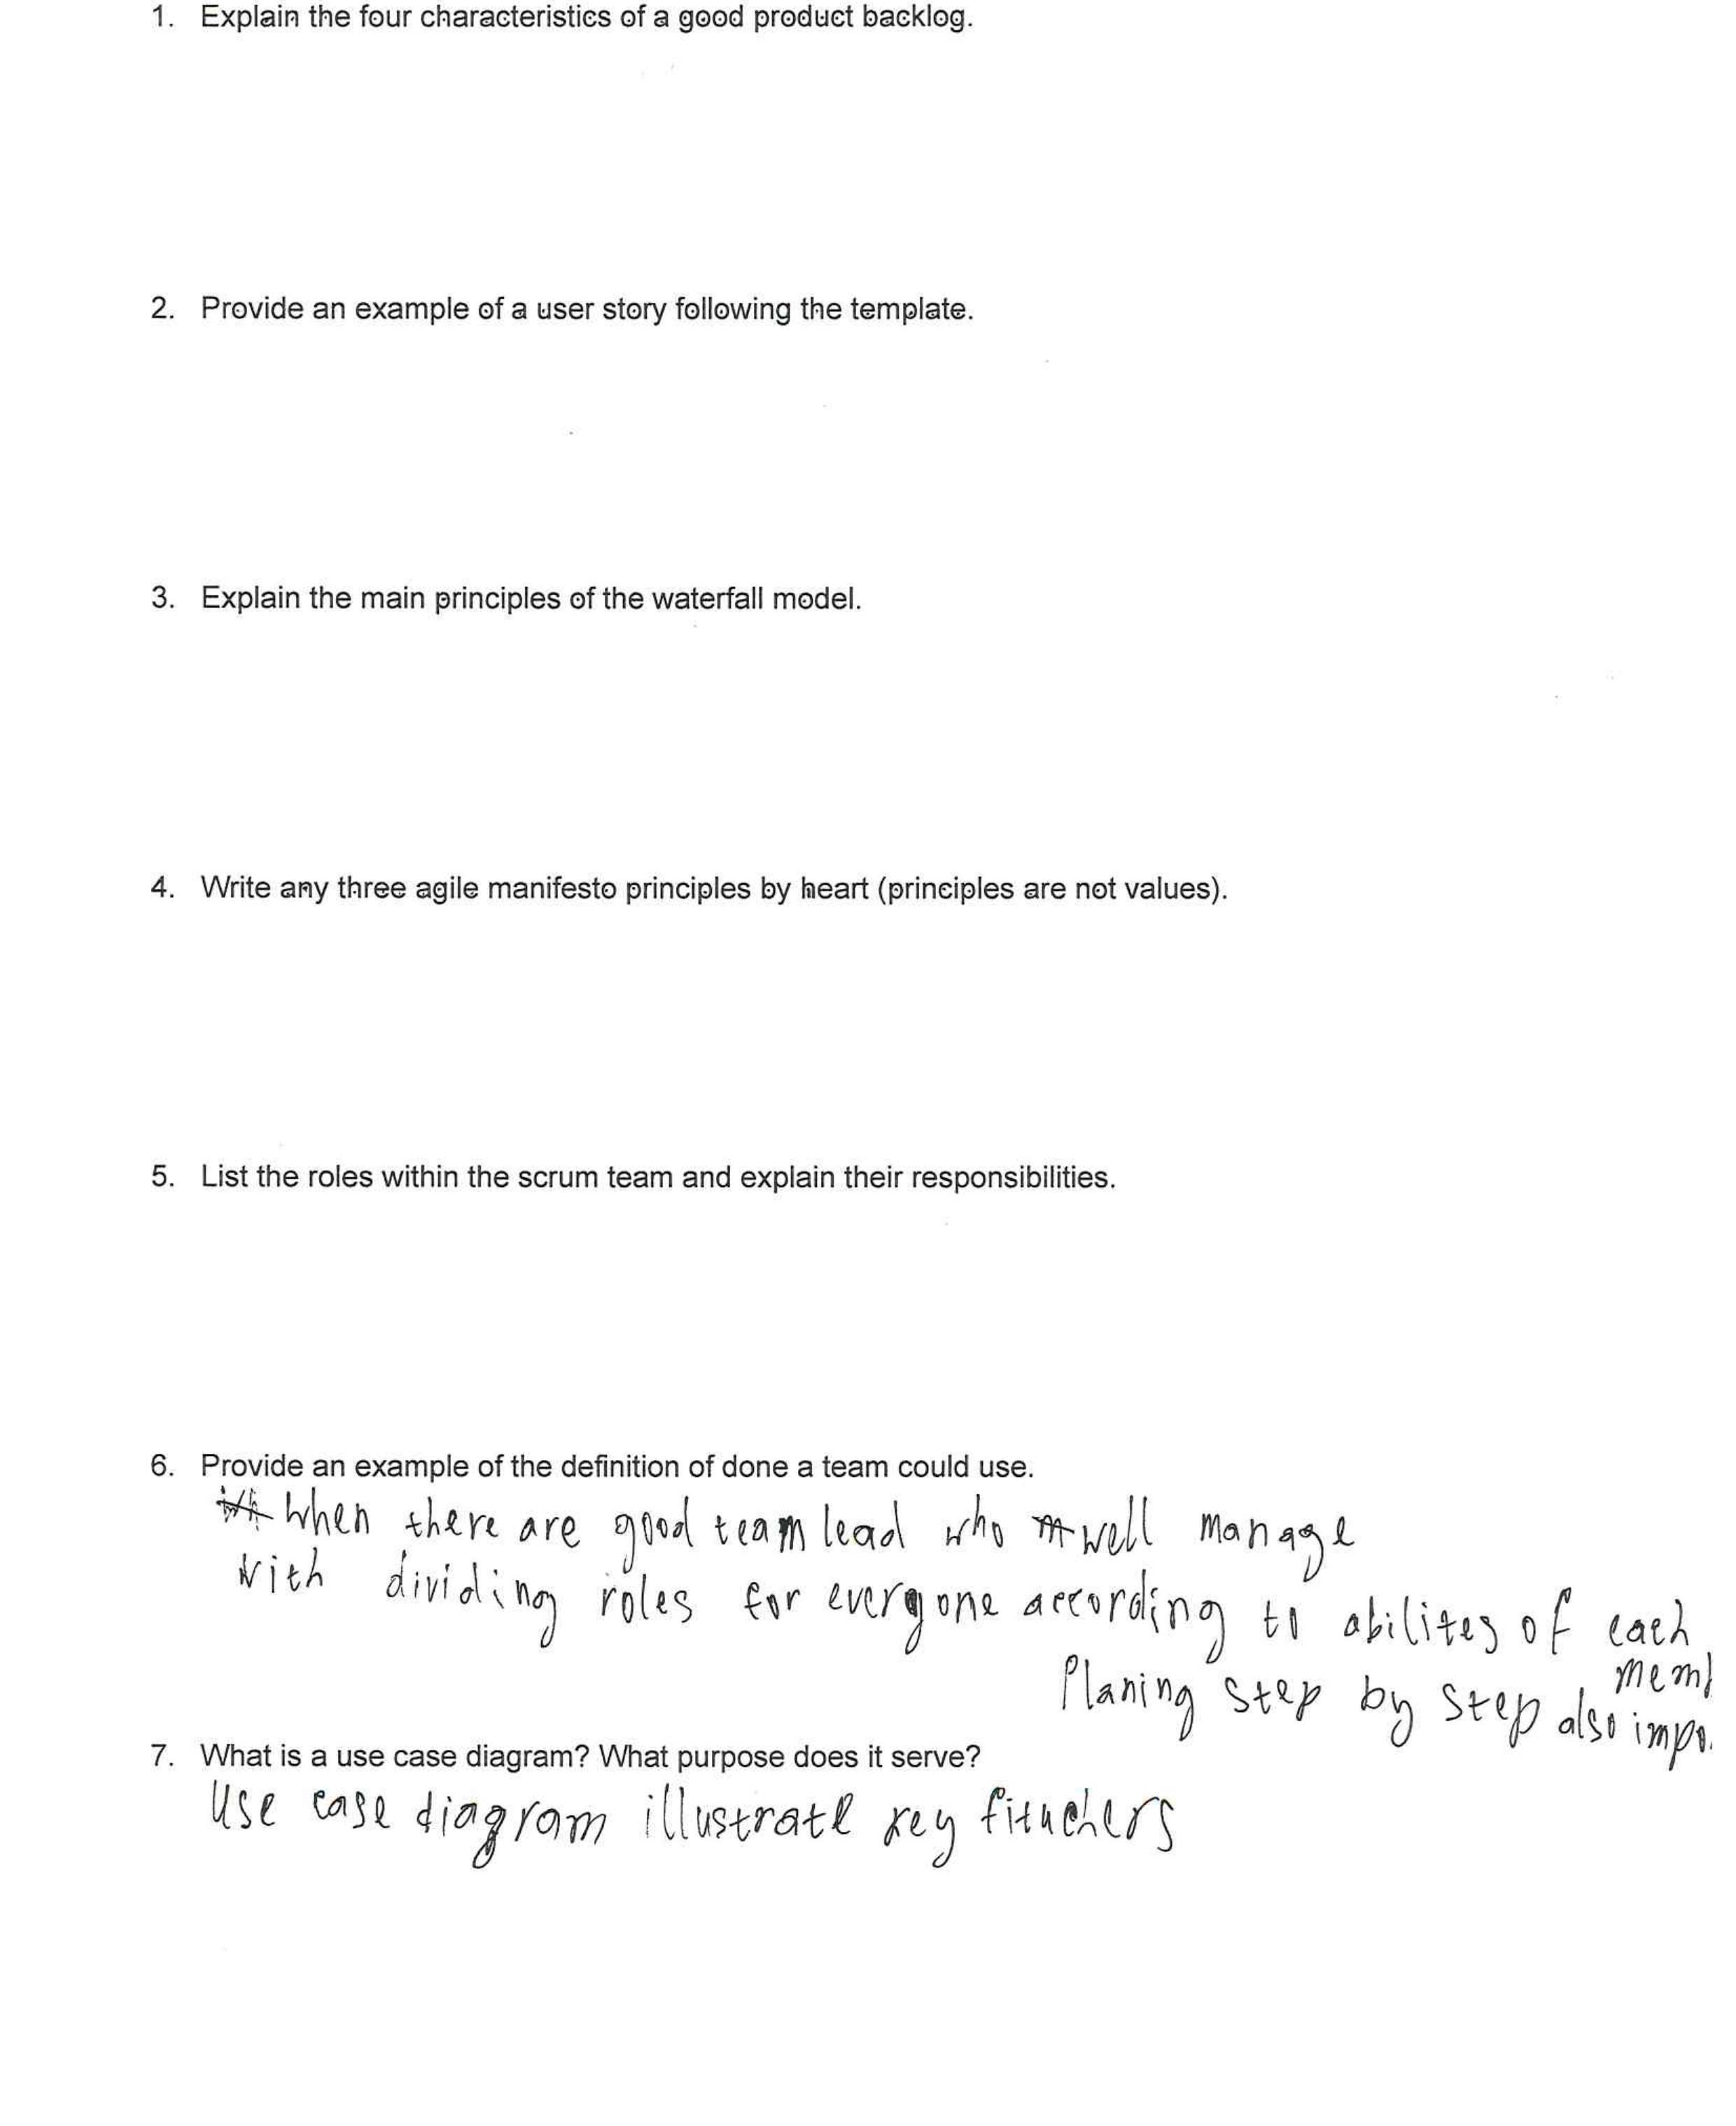 1. Explain the four characteristics of a good product backlog.
2. Provide an example of a user story following the template.
3. Explain the main principles of the waterfall model.
4. Write any three agile manifesto principles by heart (principles are not values).
5. List the roles within the scrum team and explain their responsibilities.
6. Provide an example of the definition of done a team could use.
When there are good team lead who well manage
with dividing roles for everyone according to abilites of each
mem
Planing step by step also impo
7. What is a use case diagram? What purpose does it serve?
Use case diagram illustrate key fituchers